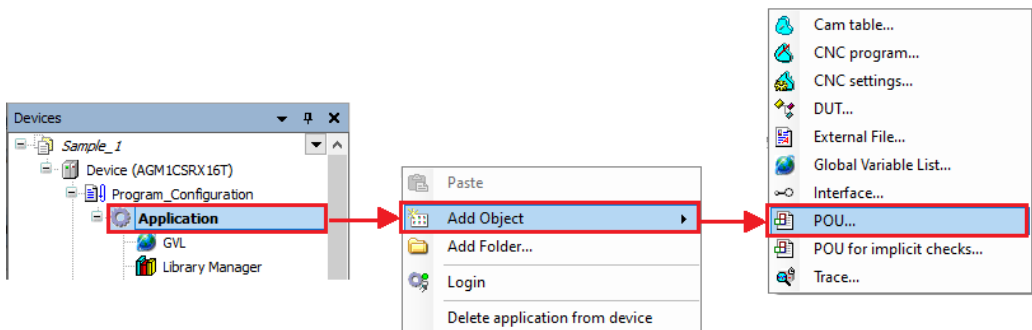 Devices
Sample_1
Device (AGM1CSRX16T)
Program_Configuration
Application
GVL
Library Manager
Paste
Add Object
Add Folder...
Login
Delete application from device
Cam table...
CNC program...
CNC settings...
DUT...
External File...
Global Variable List...
Interface...
POU...
POU for implicit checks...
Trace...